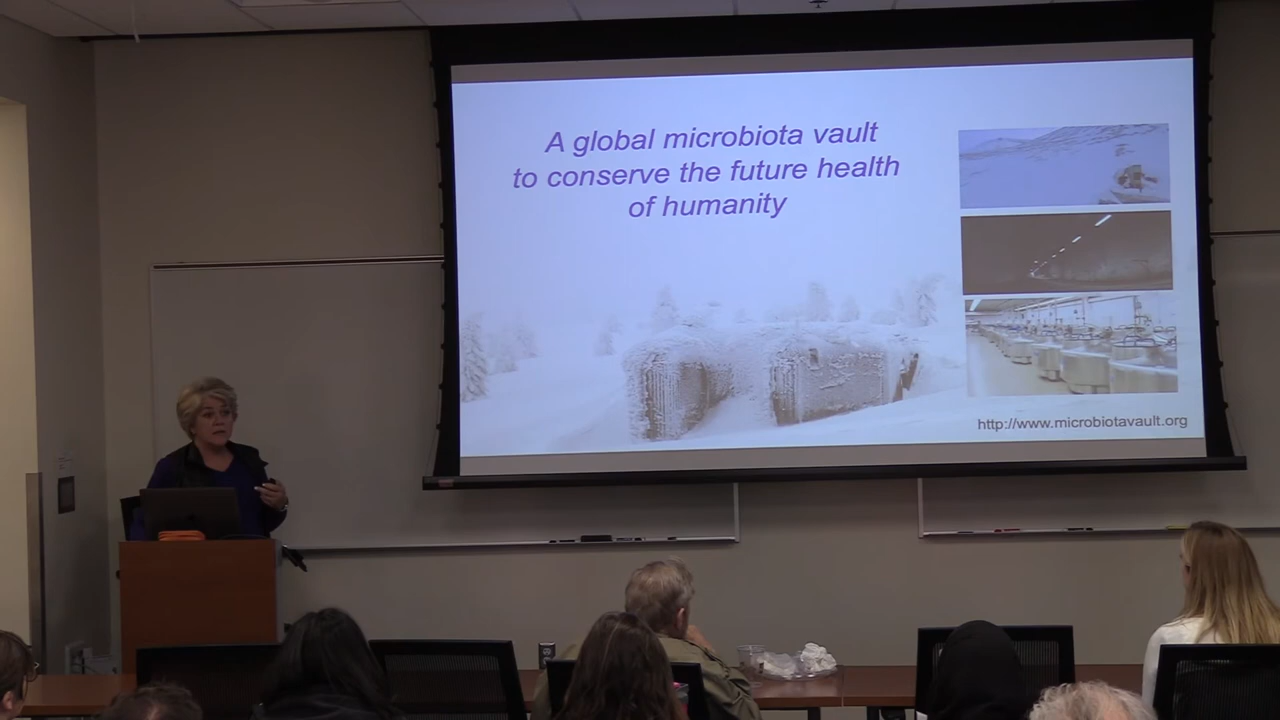 A global microbiota vault
to conserve the future health
of humanity
http://www.microbiotavault.org